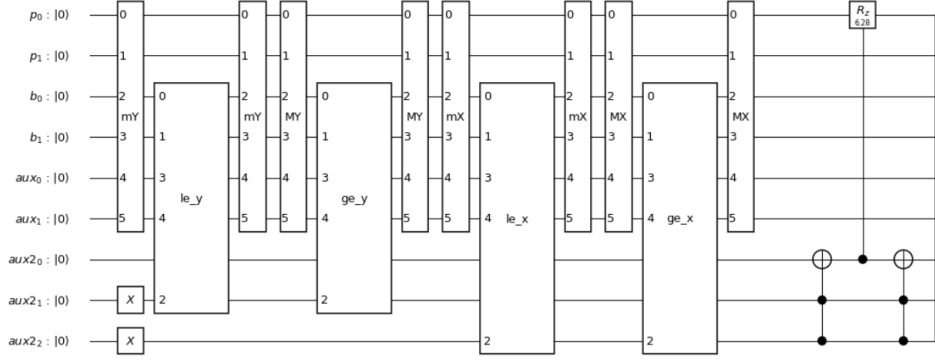 p0 : |0⟩ 0 0 0 0 0 0 0 0 Rz 6.28
p1 : |0⟩ 1 1 1 1 1 1 1 1
b0 : |0⟩ 2 0 2 2 0 2 2 0 2 2 0 2
mY mY MY MY mX mX MX MX
b1 : |0⟩ 3 1 3 3 1 3 3 1 3 3 1 3
aux0 : |0⟩ 4 3 4 4 3 4 4 3 4 4 3 4
le_y ge_y
aux1 : |0⟩ 5 4 5 5 4 5 5 4 le_x 5 5 4 ge_x 5
aux20 : |0⟩
aux21 : |0⟩ X 2 2
aux22 : |0⟩ X 2 2